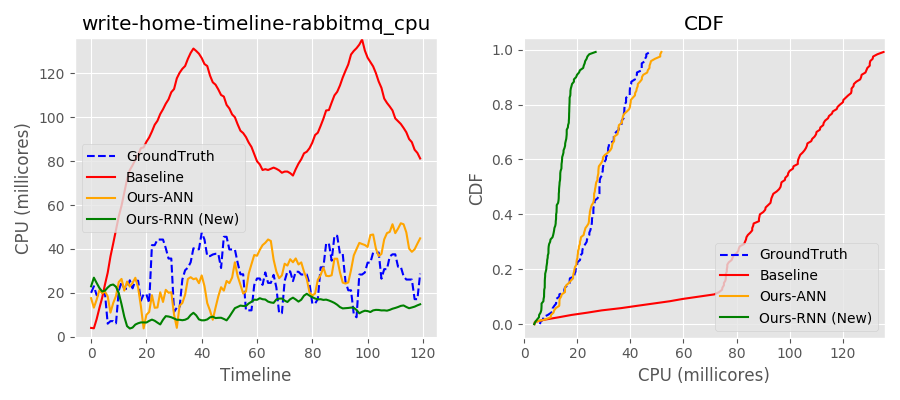 write-home-timeline-rabbitmq_cpu
CPU (millicores)
120
100
80
60
40
20
0
GroundTruth
Baseline
Ours-ANN
Ours-RNN (New)
0 20 40 60 80 100 120
Timeline
CDF
CDF
1.0
0.8
0.6
0.4
0.2
0.0
GroundTruth
Baseline
Ours-ANN
Ours-RNN (New)
0 20 40 60 80 100 120
CPU (millicores)